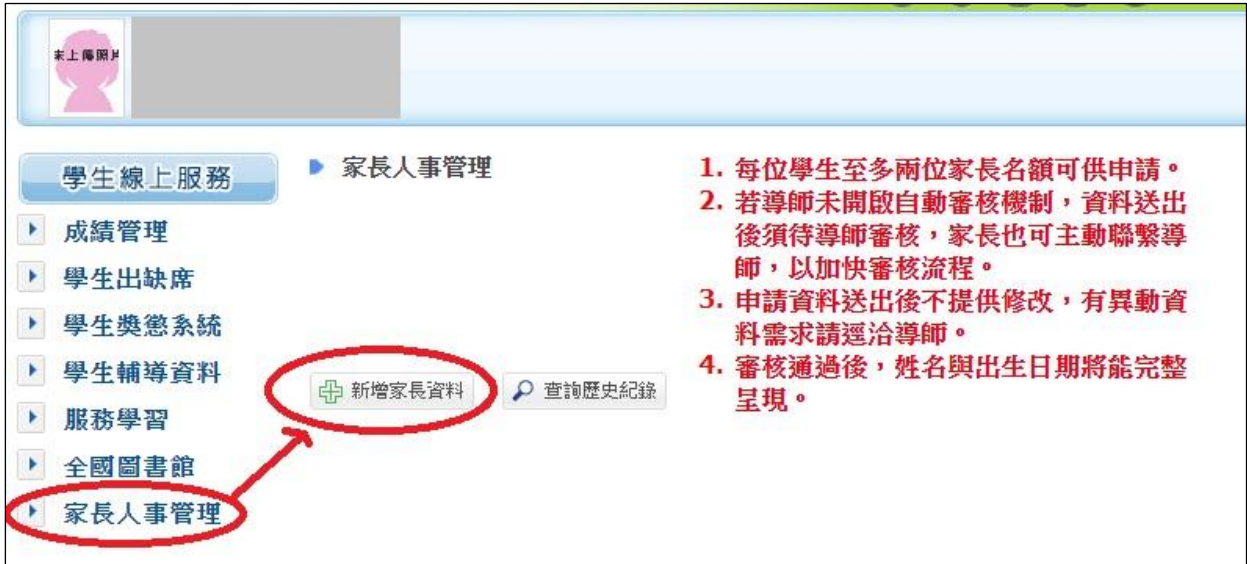 未上傳照片
學生線上服務
成績管理
學生出缺席
學生獎懲系統
學生輔導資料
服務學習
全國圖書館
家長人事管理
家長人事管理
新增家長資料
查詢歷史紀錄
1. 每位學生至多兩位家長名額可供申請。
2. 若導師未開啟自動審核機制，資料送出
後須待導師審核，家長也可主動聯繫導
師，以加快審核流程。
3. 申請資料送出後不提供修改，有異動資
料需求請逕洽導師。
4. 審核通過後，姓名與出生日期將能完整
呈現。